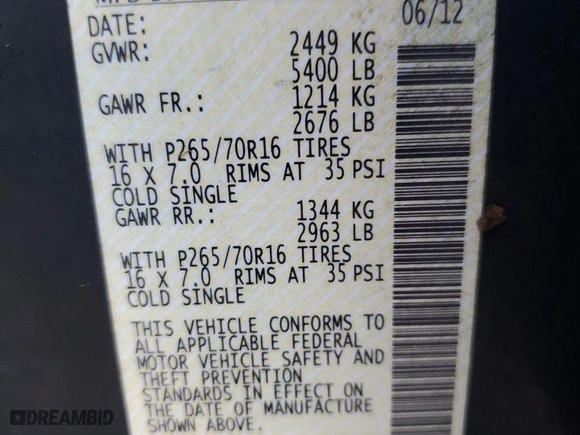 DATE: 06/12
GVWR: 2449 KG
5400 LB
GAWR FR.: 1214 KG
2676 LB
WITH P265/70R16 TIRES
16 X 7.0 RIMS AT 35 PSI
COLD SINGLE
GAWR RR.: 1344 KG
2963 LB
WITH P265/70R16 TIRES
16 X 7.0 RIMS AT 35 PSI
COLD SINGLE
THIS VEHICLE CONFORMS TO
ALL APPLICABLE FEDERAL
MOTOR VEHICLE SAFETY AND
THEFT PREVENTION
STANDARDS IN EFFECT ON
THE DATE OF MANUFACTURE
SHOWN ABOVE.
DREAMBID